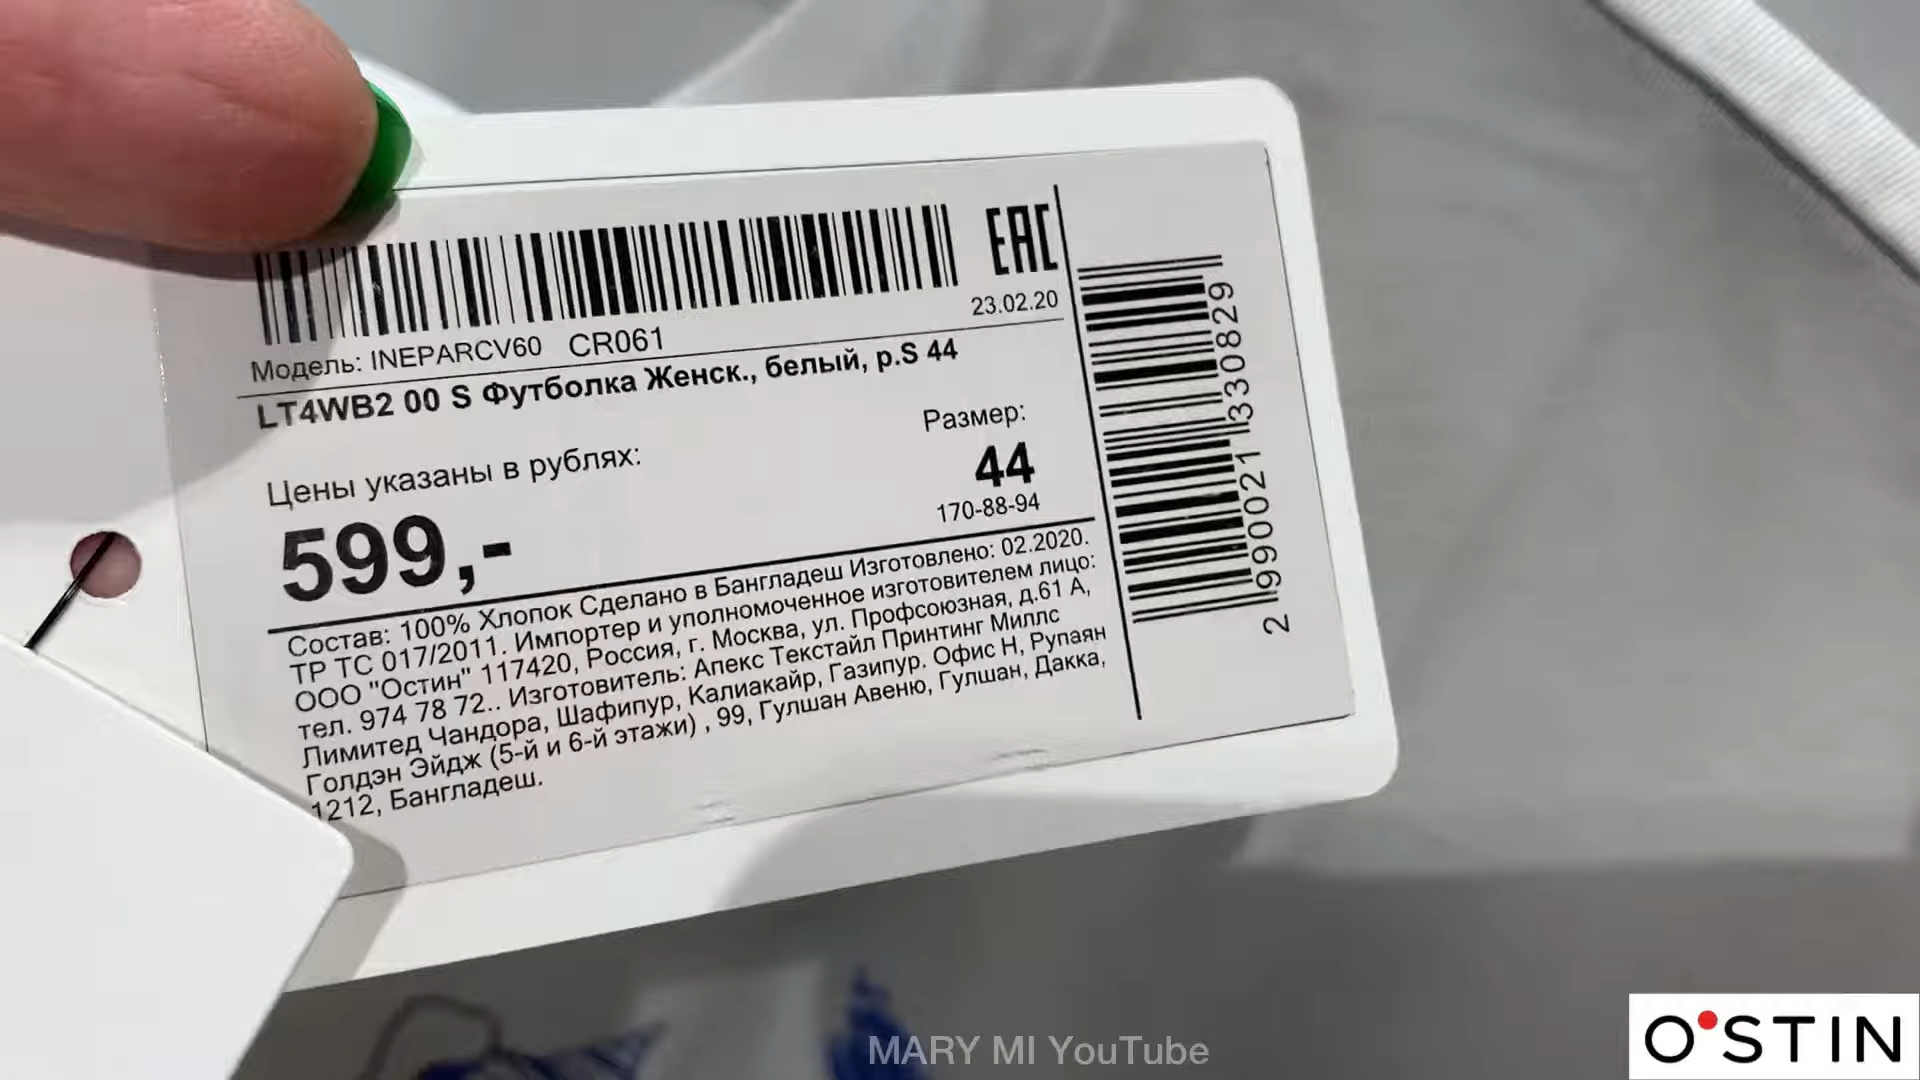 EAC
23.02.20
Модель: INEPARCV60 CR061
LT4WB2 00 S Футболка Женск., белый, р.S 44
Цены указаны в рублях:
599,-
Размер:
44
170-88-94
Состав: 100% Хлопок Сделано в Бангладеш Изготовлено: 02.2020.
ТР ТС 017/2011. Импортер и уполномоченное изготовителем лицо:
ООО "Остин" 117420, Россия, г. Москва, ул. Профсоюзная, д.61 А,
тел. 974 78 72.. Изготовитель: Апекс Текстайл Принтинг Миллс
Лимитед Чандора, Шафипур, Калиакайр, Газипур. Офис Н, Рупаян
Голдэн Эйдж (5-й и 6-й этажи) , 99, Гулшан Авеню, Гулшан, Дакка,
1212, Бангладеш.
2 990021 330829
MARY MI YouTube
O'STIN